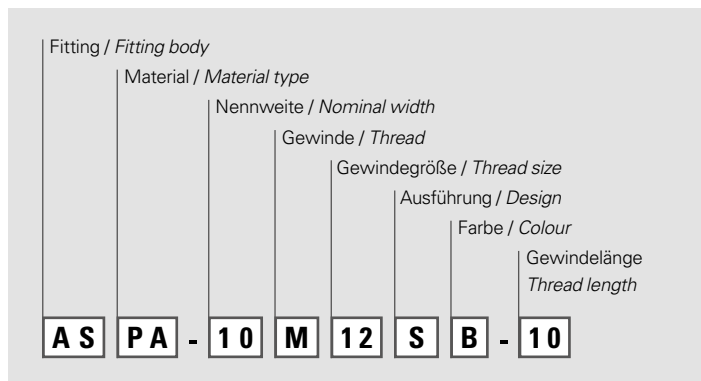 Fitting / Fitting body
Material / Material type
Nennweite / Nominal width
Gewinde / Thread
Gewindegröße / Thread size
Ausführung / Design
Farbe / Colour
Gewindelänge
Thread length
AS PA - 10 M 12 S B - 10